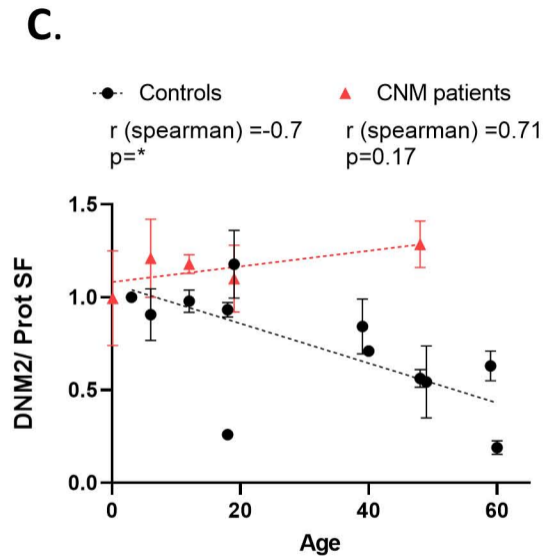 C.
Controls
CNM patients
r (spearman) =-0.7
r (spearman) =0.71
p=*
p=0.17
DNM2/ Prot SF
1.5
1.0
0.5
0.0
0
20
40
60
Age